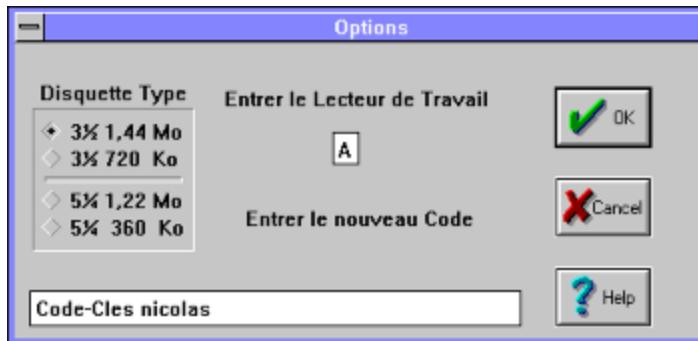 Options
Disquette Type
3½ 1,44 Mo
3½ 720 Ko
5¼ 1,22 Mo
5¼ 360 Ko
Entrer le Lecteur de Travail
A
Entrer le nouveau Code
Code-Cles nicolas
OK
Cancel
Help